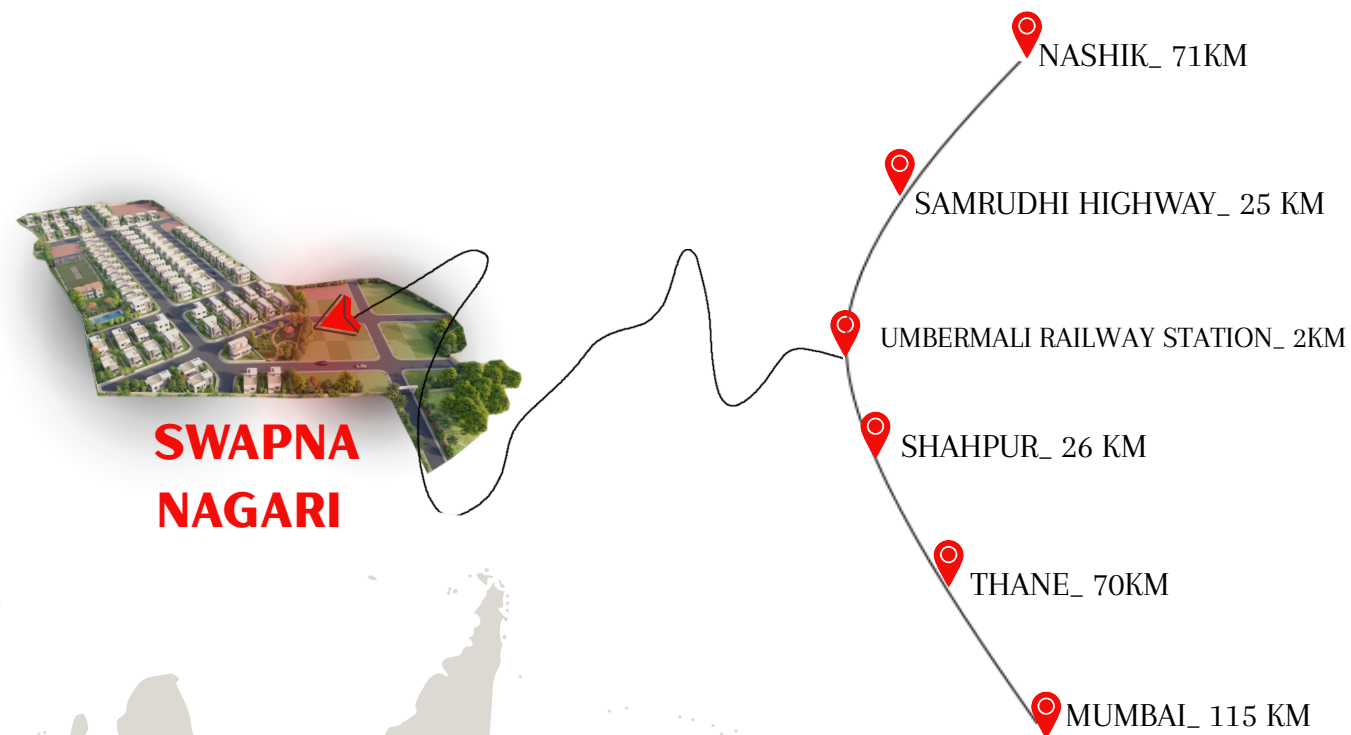 NASHIK_ 71KM
SAMRUDHI HIGHWAY_ 25 KM
UMBERMALI RAILWAY STATION_ 2KM
SHAHPUR_ 26 KM
THANE_ 70KM
MUMBAI_ 115 KM
SWAPNA
NAGARI